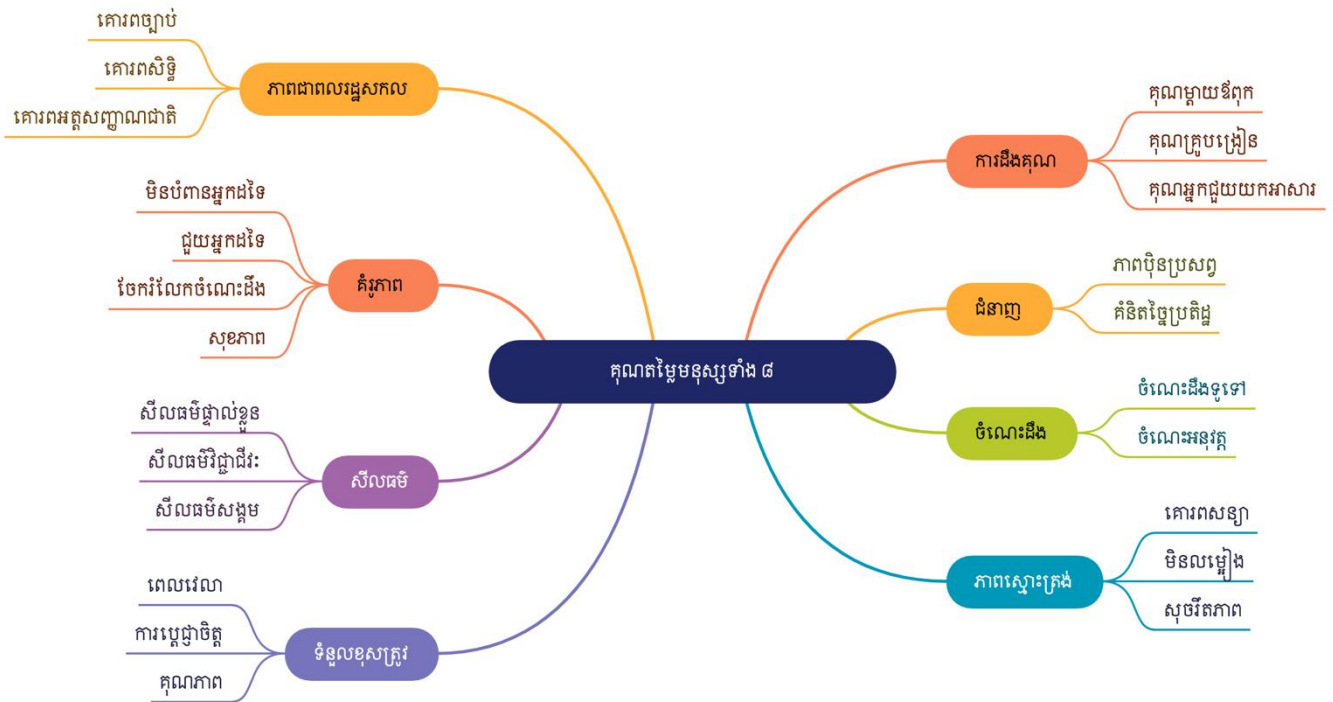 គុណតម្លៃមនុស្សទាំង ៨
ការដឹងគុណ
គុណម្តាយឪពុក
គុណគ្រូបង្រៀន
គុណអ្នកជួយយកអាសារ
ជំនាញ
ភាពប៉ិនប្រសព្វ
គំនិតច្នៃប្រតិដ្ឋ
ចំណេះដឹង
ចំណេះដឹងទូទៅ
ចំណេះអនុវត្ត
ភាពស្មោះត្រង់
គោរពសន្យា
មិនលម្អៀង
សុចរឹតភាព
ភាពជាពលរដ្ឋសកល
គោរពច្បាប់
គោរពសិទ្ធិ
គោរពអត្តសញ្ញាណជាតិ
គំរូភាព
មិនបំពានអ្នកដទៃ
ជួយអ្នកដទៃ
ចែករំលែកចំណេះដឹង
សុខភាព
សីលធម៌
សីលធម៌ផ្ទាល់ខ្លួន
សីលធម៌វិជ្ជាជីវៈ
សីលធម៌សង្គម
ទំនួលខុសត្រូវ
ពេលវេលា
ការប្តេជ្ញាចិត្ត
គុណភាព